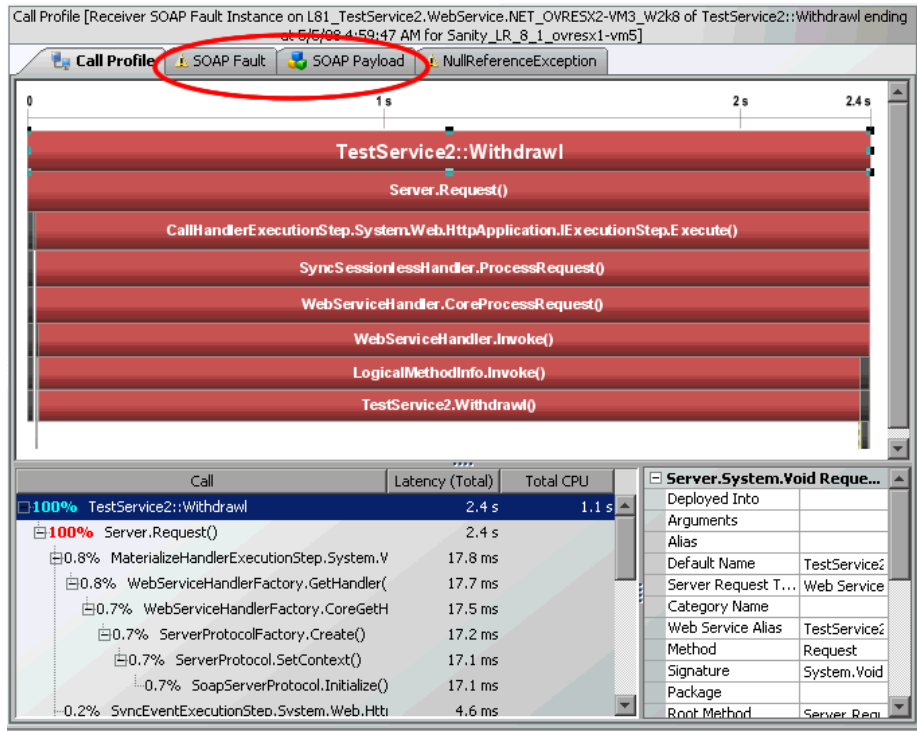 Call Profile [Receiver SOAP Fault Instance on L81_TestService2.WebService.NET_OVRESX2-VM3_W2k8 of TestService2::Withdrawl ending
at 5/5/08 4:59:47 AM for Sanity_LR_8_1_ovresx1-vm5]
Call Profile SOAP Fault SOAP Payload NullReferenceException
0 1 s 2 s 2.4 s
TestService2::Withdrawl
Server.Request()
CallHandlerExecutionStep.System.Web.HttpApplication.IExecutionStep.Execute()
SyncSessionlessHandler.ProcessRequest()
WebServiceHandler.CoreProcessRequest()
WebServiceHandler.Invoke()
LogicalMethodInfo.Invoke()
TestService2.Withdrawl()
Call Latency (Total) Total CPU
100% TestService2::Withdrawl 2.4 s 1.1 s
100% Server.Request() 2.4 s
0.8% MaterializeHandlerExecutionStep.System.V 17.8 ms
0.8% WebServiceHandlerFactory.GetHandler( 17.7 ms
0.7% WebServiceHandlerFactory.CoreGetH 17.5 ms
0.7% ServerProtocolFactory.Create() 17.2 ms
0.7% ServerProtocol.SetContext() 17.1 ms
0.7% SoapServerProtocol.Initialize() 17.1 ms
0.2% SyncEventExecutionStep.System.Web.Htt 4.6 ms
Server.System.Void Reque...
Deployed Into
Arguments
Alias
Default Name TestService2
Server Request T... Web Service
Category Name
Web Service Alias TestService2
Method Request
Signature System.Void
Package
Root Method Server.Requ